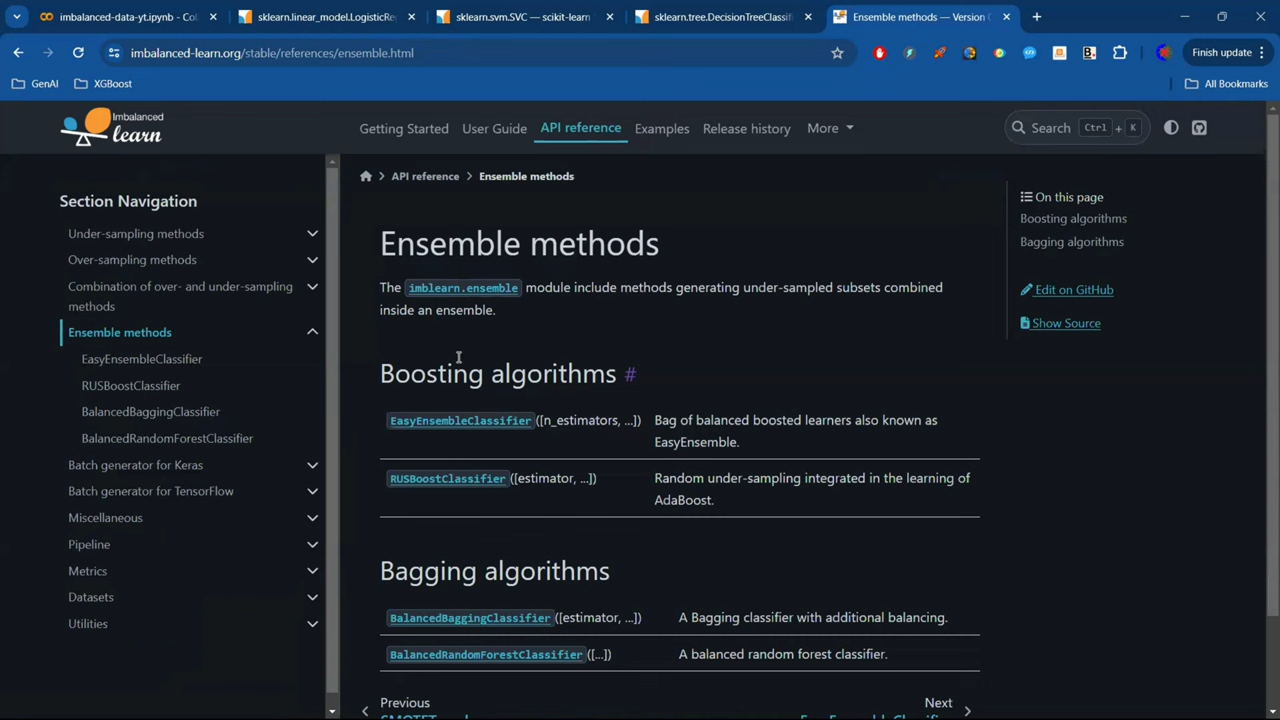 imbalanced-data-yt.ipynb - Col
sklearn.linear_model.LogisticReg
sklearn.svm.SVC — scikit-learn
sklearn.tree.DecisionTreeClassifi
Ensemble methods — Version
Finish update
imbalanced-learn.org/stable/references/ensemble.html
GenAI
XGBoost
All Bookmarks
Imbalanced
learn
Getting Started
User Guide
API reference
Examples
Release history
More
Search Ctrl + K
API reference > Ensemble methods
Section Navigation
Under-sampling methods
Over-sampling methods
Combination of over- and under-sampling
methods
Ensemble methods
EasyEnsembleClassifier
RUSBoostClassifier
BalancedBaggingClassifier
BalancedRandomForestClassifier
Batch generator for Keras
Batch generator for TensorFlow
Miscellaneous
Pipeline
Metrics
Datasets
Utilities
Ensemble methods
The imblearn.ensemble module include methods generating under-sampled subsets combined
inside an ensemble.
Boosting algorithms #
EasyEnsembleClassifier([n_estimators, ...]) Bag of balanced boosted learners also known as
EasyEnsemble.
RUSBoostClassifier([estimator, ...]) Random under-sampling integrated in the learning of
AdaBoost.
Bagging algorithms
BalancedBaggingClassifier([estimator, ...]) A Bagging classifier with additional balancing.
BalancedRandomForestClassifier([...]) A balanced random forest classifier.
Previous
Next
On this page
Boosting algorithms
Bagging algorithms
Edit on GitHub
Show Source